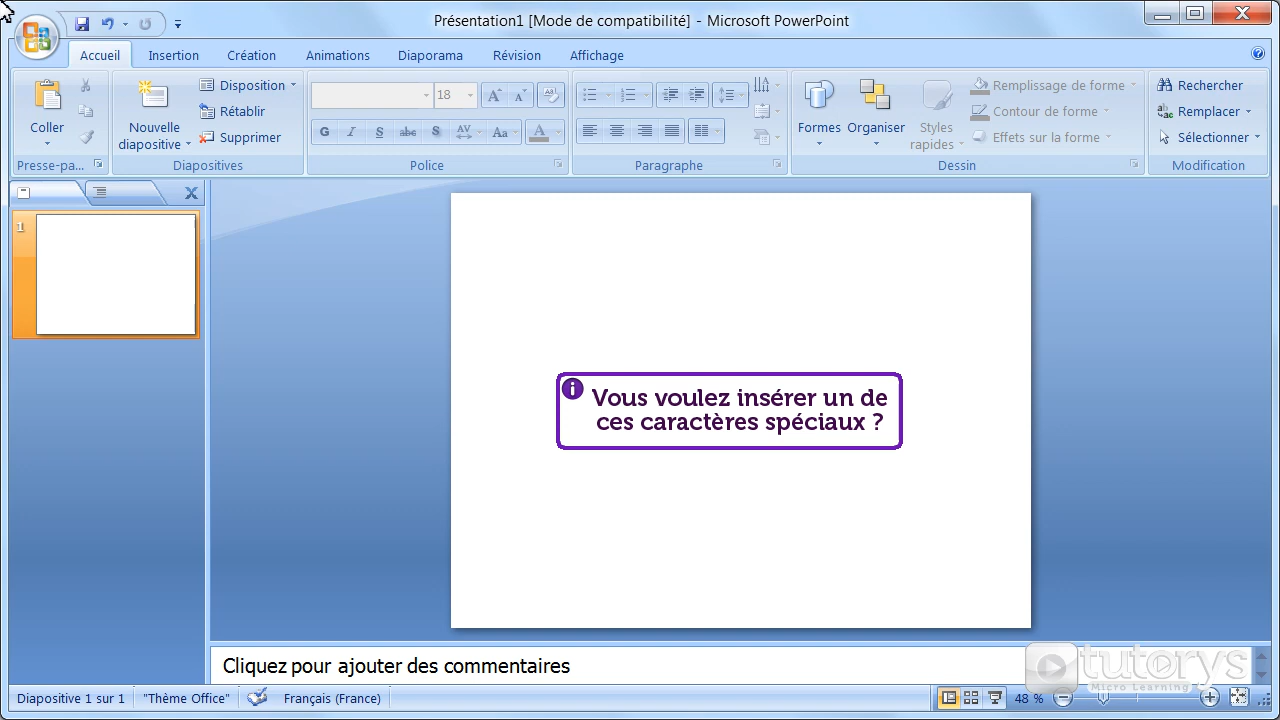 Présentation1 [Mode de compatibilité] - Microsoft PowerPoint
Accueil Insertion Création Animations Diaporama Révision Affichage
Coller
Presse-pa...
Nouvelle
diapositive
Disposition
Rétablir
Supprimer
Diapositives
18
G I S abc S AV Aa A
Police
Paragraphe
Formes
Organiser
Styles
rapides
Remplissage de forme
Contour de forme
Effets sur la forme
Dessin
Rechercher
Remplacer
Sélectionner
Modification
1
Vous voulez insérer un de
ces caractères spéciaux ?
Cliquez pour ajouter des commentaires
tutorys
Micro Learning
Diapositive 1 sur 1 "Thème Office" Français (France) 48 %